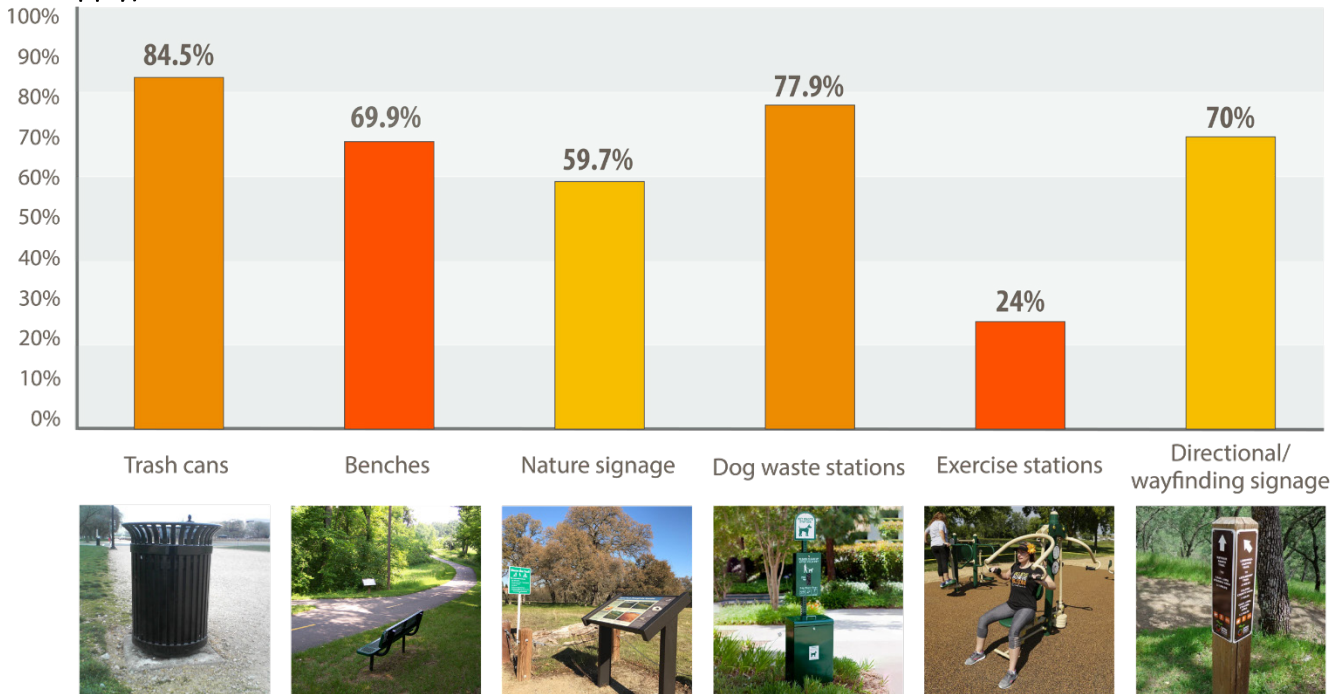 100%
90%
80%
70%
60%
50%
40%
30%
20%
10%
0%
84.5%
69.9%
59.7%
77.9%
24%
70%
Trash cans
Benches
Nature signage
Dog waste stations
Exercise stations
Directional/
wayfinding signage